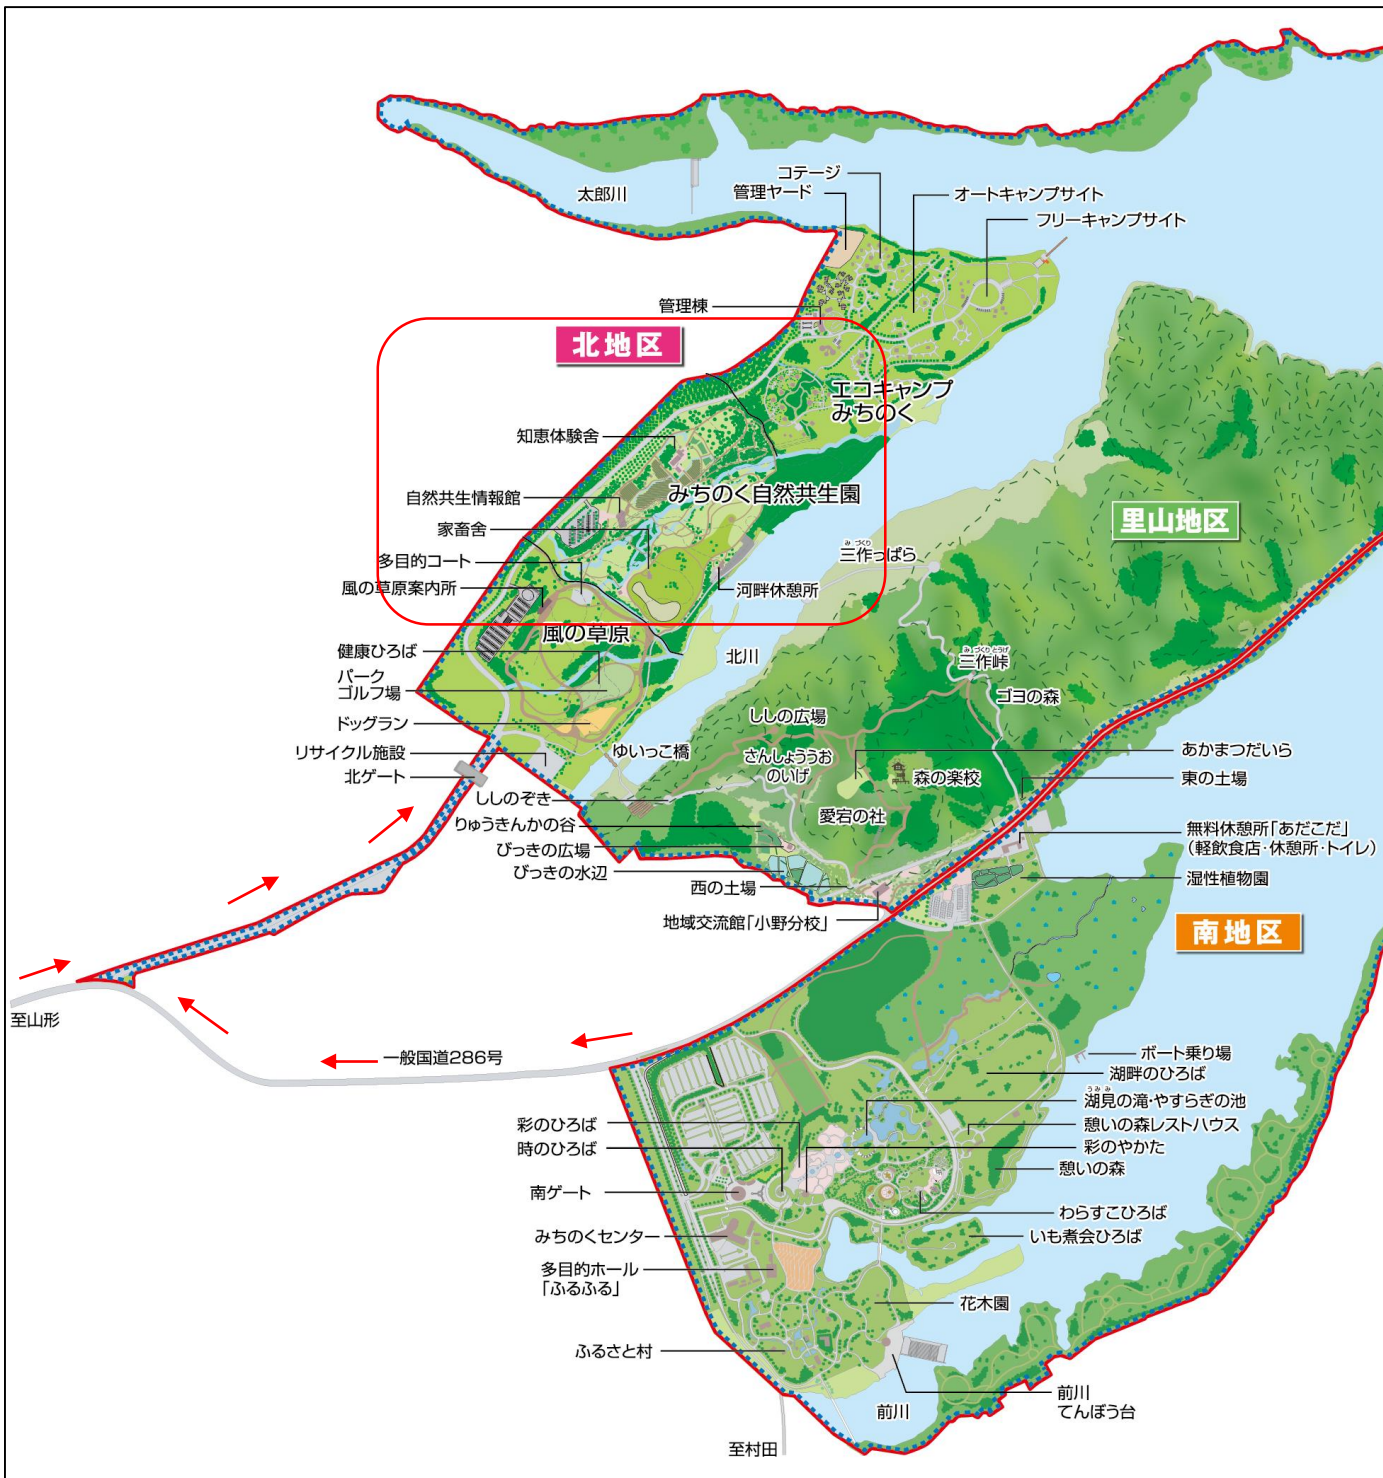 コテージ
管理ヤード
太郎川
オートキャンプサイト
フリーキャンプサイト
管理棟
北地区
エコキャンプ
みちのく
知恵体験舎
みちのく自然共生園
自然共生情報館
家畜舎
多目的コート
風の草原案内所
河畔休憩所
風の草原
里山地区
み づくり
三作っぱら
健康ひろば
パーク
ゴルフ場
北川
み づくり とうげ
三作峠
ゴヨの森
ドッグラン
ししの広場
リサイクル施設
ゆいっこ橋
さんしょううお
のいげ
あかまつだいら
北ゲート
森の楽校
東の土場
ししのぞき
愛宕の社
りゅうきんかの谷
無料休憩所「あだこだ」
(軽飲食店・休憩所・トイレ)
びっきの広場
びっきの水辺
西の土場
湿性植物園
地域交流館「小野分校」
南地区
至山形
一般国道286号
ボート乗り場
湖畔のひろば
うみみ
湖見の滝・やすらぎの池
彩のひろば
憩いの森レストハウス
時のひろば
彩のやかた
憩いの森
南ゲート
わらすこひろば
みちのくセンター
いも煮会ひろば
多目的ホール
「ふるふる」
花木園
ふるさと村
前川
てんぼう台
前川
至村田